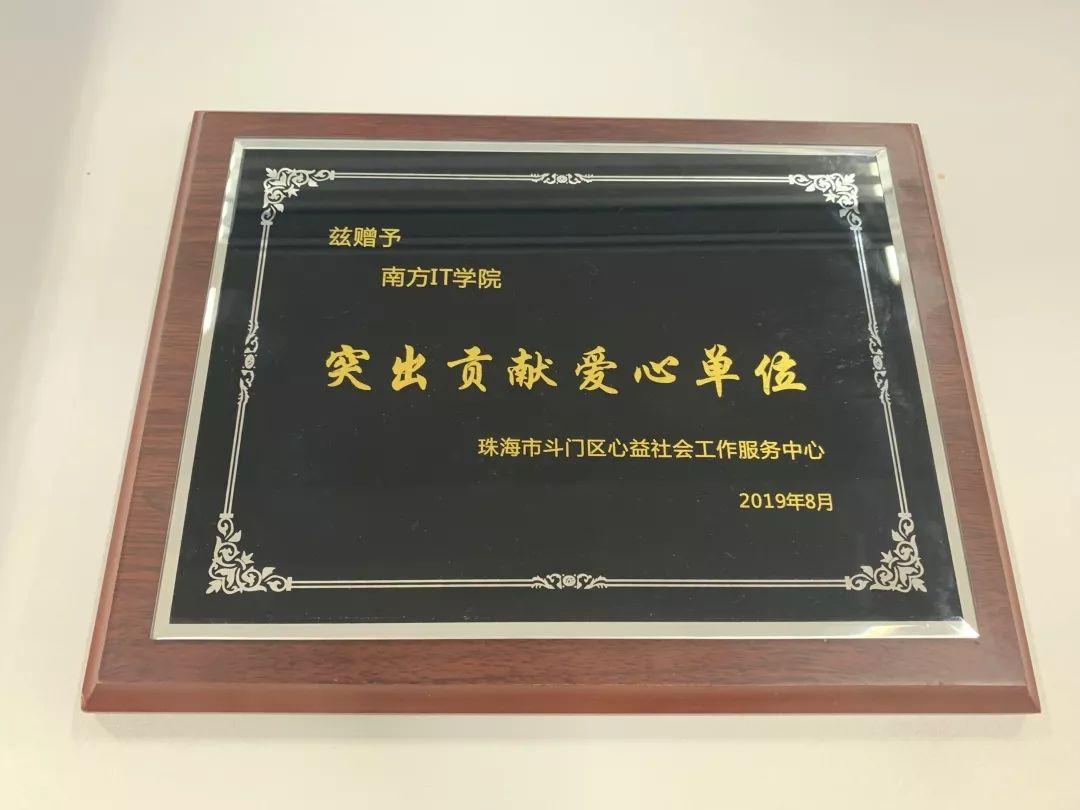 兹赠予
南方IT学院
突出贡献爱心单位
珠海市斗门区心益社会工作服务中心
2019年8月